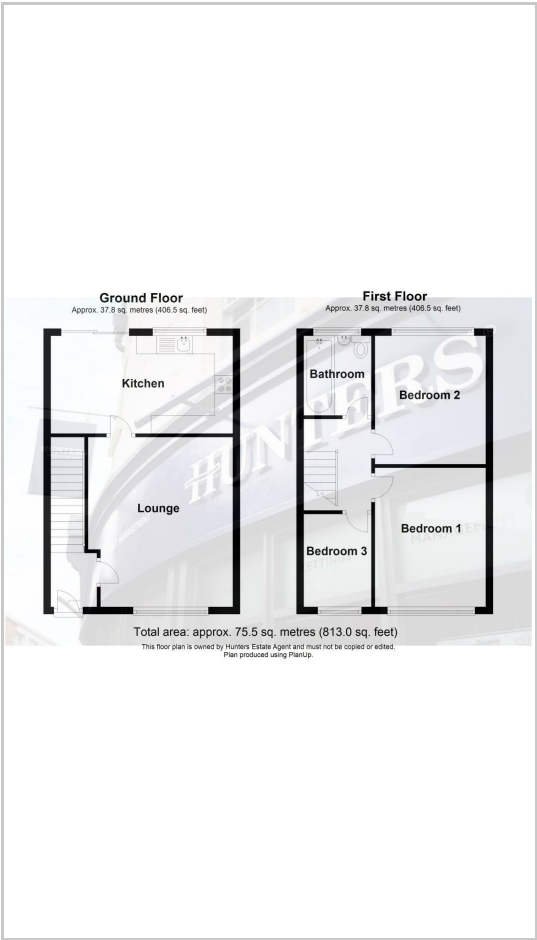 Ground Floor
Approx. 37.8 sq. metres (406.5 sq. feet)
Kitchen
Lounge
First Floor
Approx. 37.8 sq. metres (406.5 sq. feet)
Bathroom
Bedroom 2
Bedroom 1
Bedroom 3
HUNTERS
MANAGEMENT
Total area: approx. 75.5 sq. metres (813.0 sq. feet)
This floor plan is owned by Hunters Estate Agent and must not be copied or edited.
Plan produced using PlanUp.